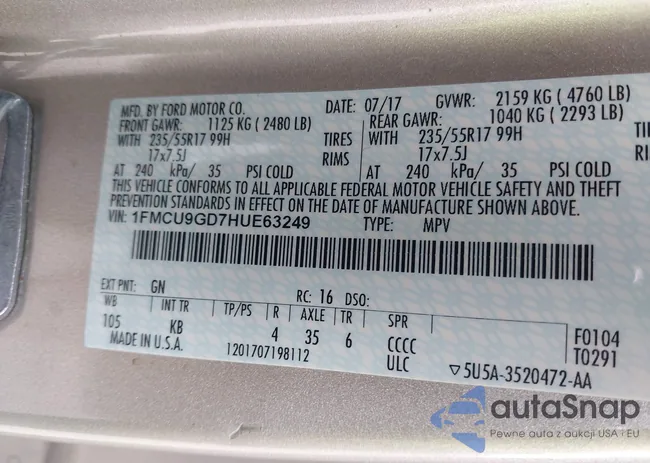 MFD. BY FORD MOTOR CO. DATE: 07/17 GVWR: 2159 KG ( 4760 LB)
FRONT GAWR: 1125 KG ( 2480 LB) REAR GAWR: 1040 KG ( 2293 LB)
WITH 235/55R17 99H TIRES WITH 235/55R17 99H TIRES
17x7.5J RIMS 17x7.5J RIMS
AT 240 kPa/ 35 PSI COLD AT 240 kPa/ 35 PSI COLD
THIS VEHICLE CONFORMS TO ALL APPLICABLE FEDERAL MOTOR VEHICLE SAFETY AND THEFT
PREVENTION STANDARDS IN EFFECT ON THE DATE OF MANUFACTURE SHOWN ABOVE.
VIN: 1FMCU9GD7HUE63249 TYPE: MPV
EXT PNT: GN RC: 16 DSO:
WB INT TR TP/PS R AXLE TR SPR
105 KB 4 35 6 CCCC F0104
MADE IN U.S.A. 1201707198112 ULC T0291
▽5U5A-3520472-AA
autaSnap
Pewne auta z aukcji USA i EU